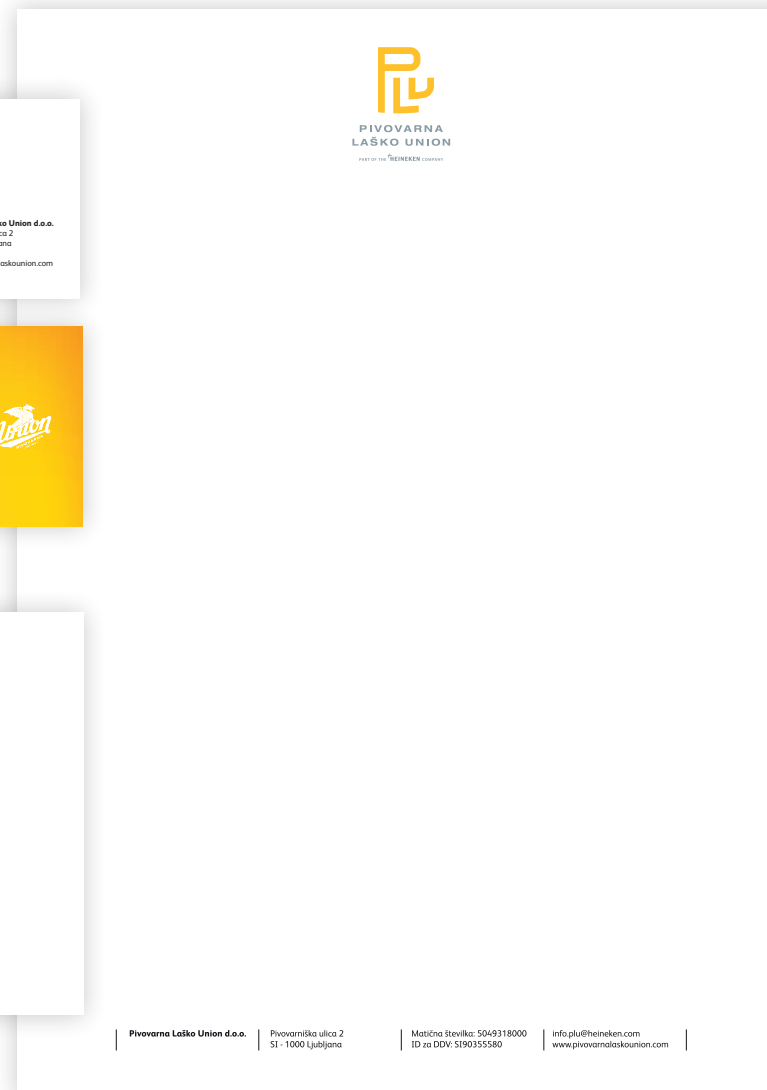 PIVOVARNA
LAŠKO UNION
PART OF THE HEINEKEN COMPANY
ko Union d.o.o.
ca 2
ana
askounion.com
Union
Pivovarna Laško Union d.o.o.
Pivovarniška ulica 2
SI - 1000 Ljubljana
Matična številka: 5049318000
ID za DDV: SI90355580
info.plu@heineken.com
www.pivovarnalaskounion.com